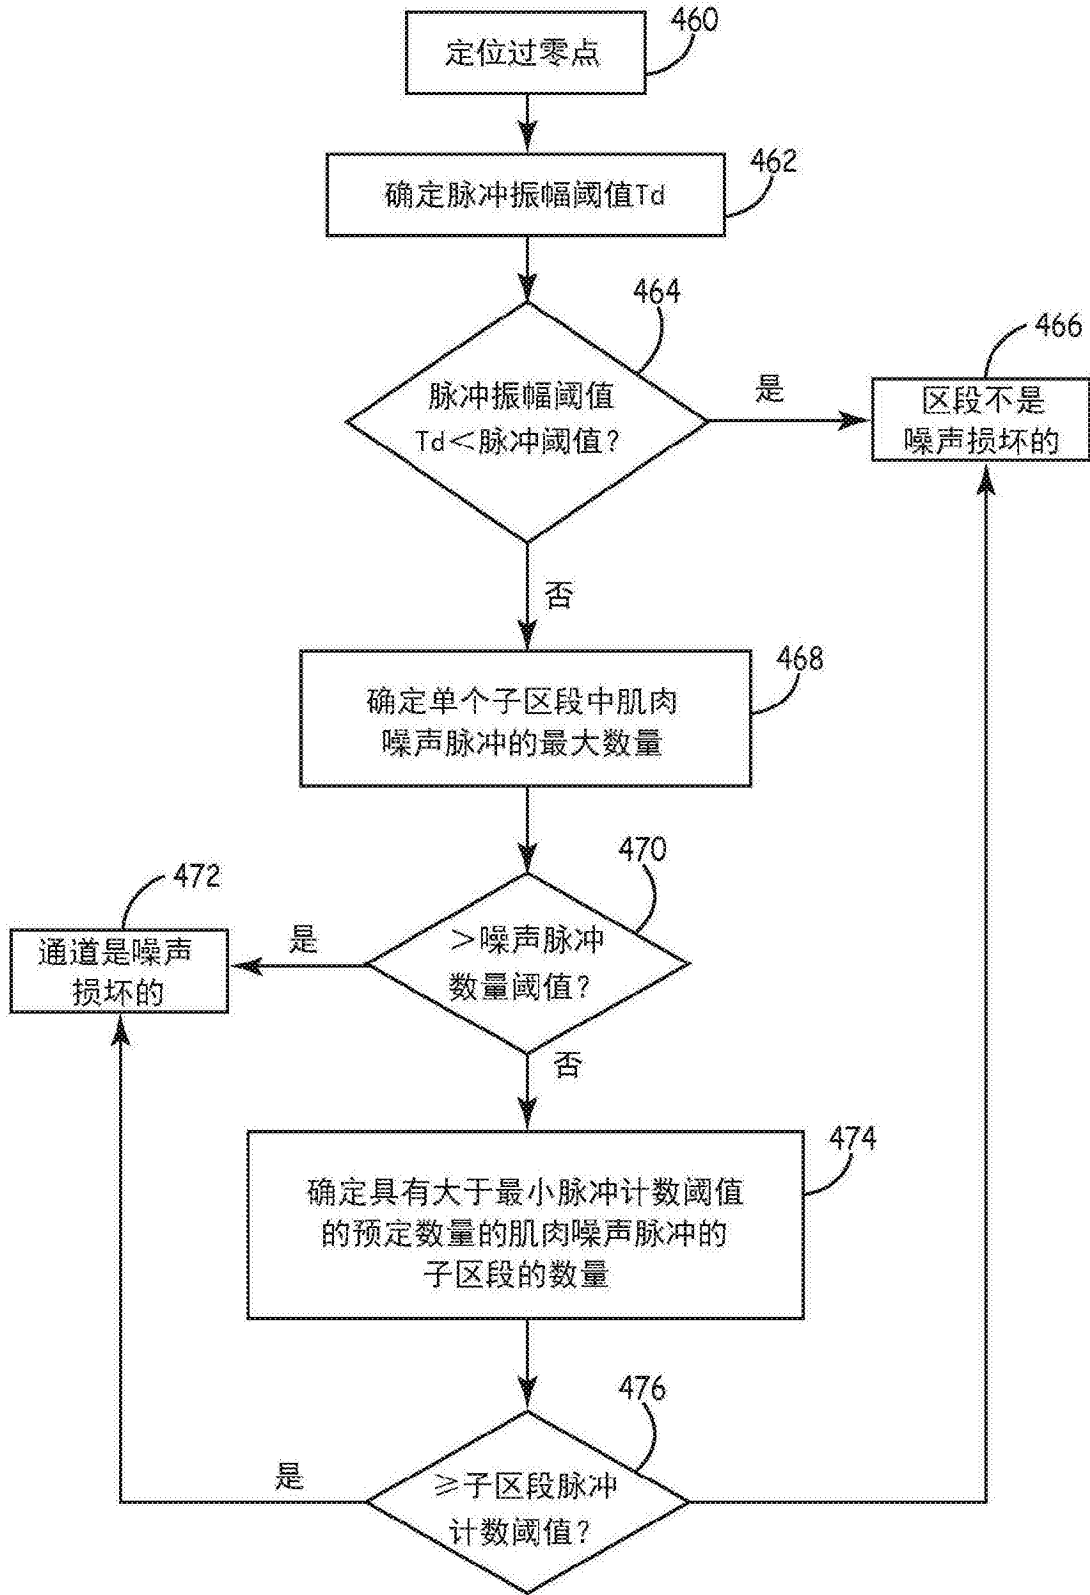 460
定位过零点
462
确定脉冲振幅阈值Td
464
脉冲振幅阈值
Td＜脉冲阈值?
是
466
区段不是
噪声损坏的
否
468
确定单个子区段中肌肉
噪声脉冲的最大数量
470
＞噪声脉冲
数量阈值?
是
472
通道是噪声
损坏的
否
474
确定具有大于最小脉冲计数阈值
的预定数量的肌肉噪声脉冲的
子区段的数量
476
≥子区段脉冲
计数阈值?
是